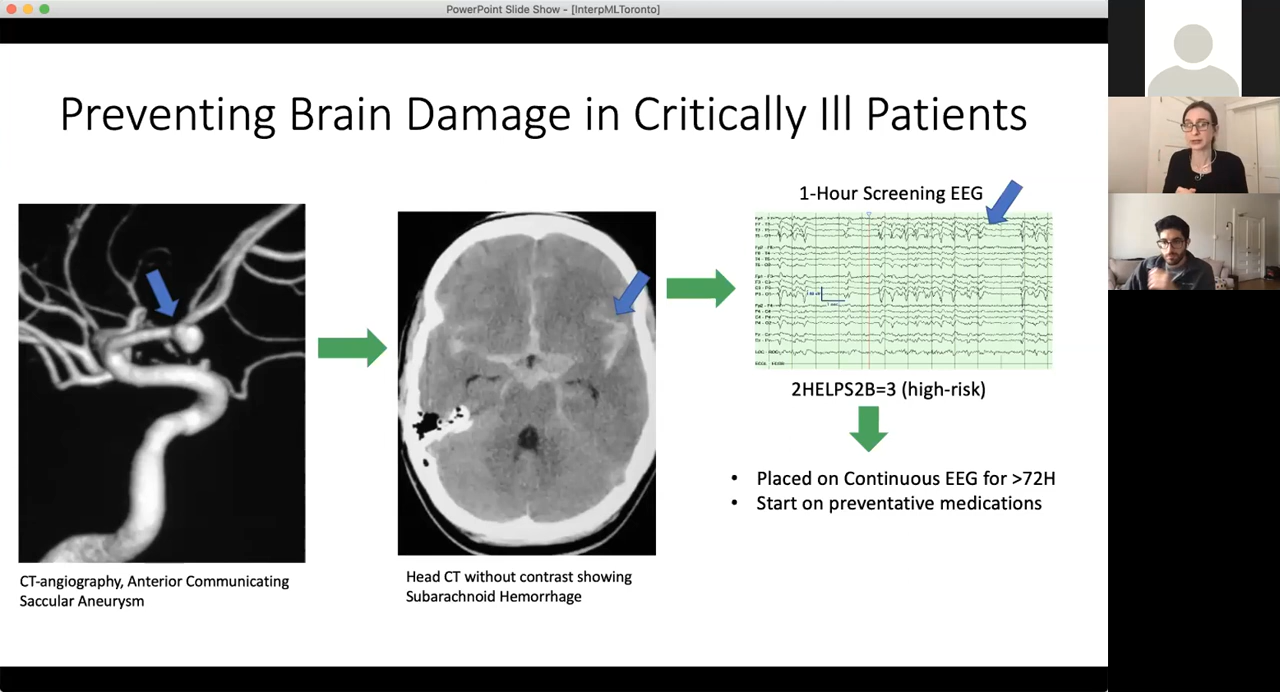 PowerPoint Slide Show - [InterpMLToronto]
Preventing Brain Damage in Critically Ill Patients
1-Hour Screening EEG
2HELPS2B=3 (high-risk)
• Placed on Continuous EEG for >72H
• Start on preventative medications
CT-angiography, Anterior Communicating
Saccular Aneurysm
Head CT without contrast showing
Subarachnoid Hemorrhage